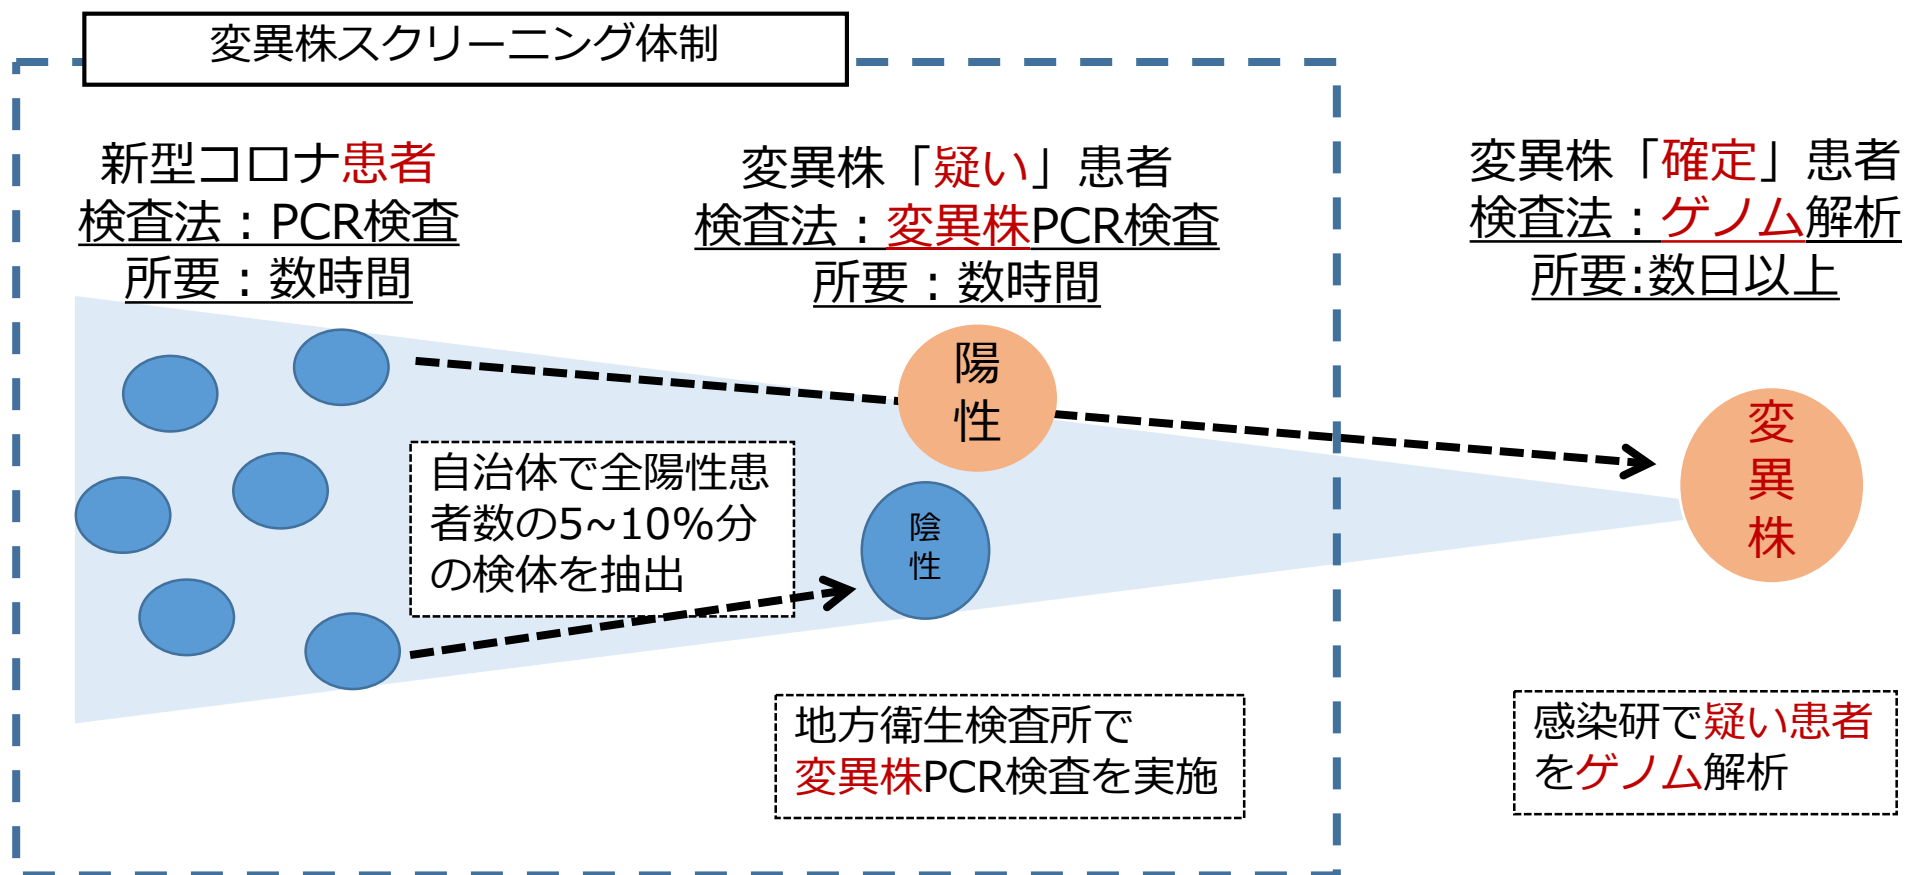 変異株スクリーニング体制
新型コロナ患者
検査法：PCR検査
所要：数時間
変異株「疑い」患者
検査法：変異株PCR検査
所要：数時間
変異株「確定」患者
検査法：ゲノム解析
所要:数日以上
陽
性
自治体で全陽性患
者数の5~10%分
の検体を抽出
陰
性
変
異
株
地方衛生検査所で
変異株PCR検査を実施
感染研で疑い患者
をゲノム解析